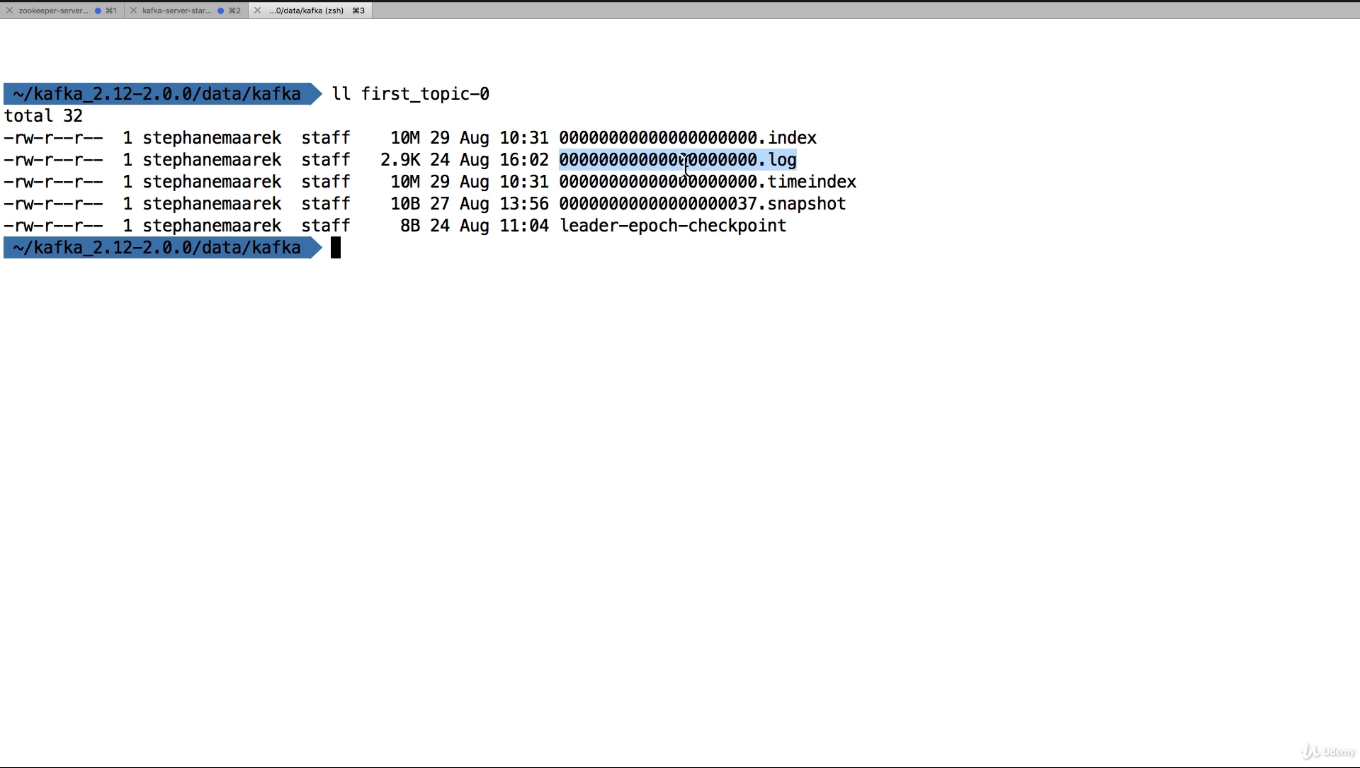 zookeeper-server... ⌘1 kafka-server-star... ⌘2 ...0/data/kafka (zsh) ⌘3
~/kafka_2.12-2.0.0/data/kafka ll first_topic-0
total 32
-rw-r--r-- 1 stephanemaarek staff 10M 29 Aug 10:31 00000000000000000000.index
-rw-r--r-- 1 stephanemaarek staff 2.9K 24 Aug 16:02 00000000000000000000.log
-rw-r--r-- 1 stephanemaarek staff 10M 29 Aug 10:31 00000000000000000000.timeindex
-rw-r--r-- 1 stephanemaarek staff 10B 27 Aug 13:56 00000000000000000037.snapshot
-rw-r--r-- 1 stephanemaarek staff 8B 24 Aug 11:04 leader-epoch-checkpoint
~/kafka_2.12-2.0.0/data/kafka
Udemy